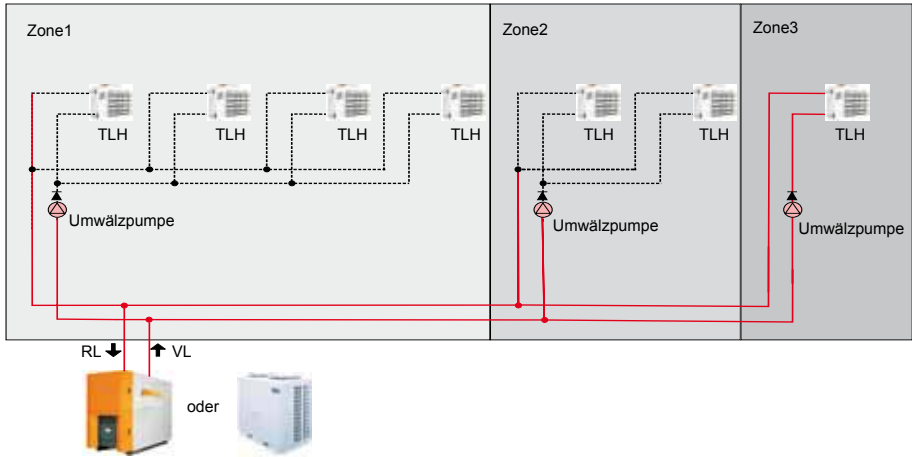 Zone1
Zone2
Zone3
TLH
TLH
TLH
TLH
TLH
TLH
TLH
Umwälzpumpe
Umwälzpumpe
Umwälzpumpe
RL
VL
oder